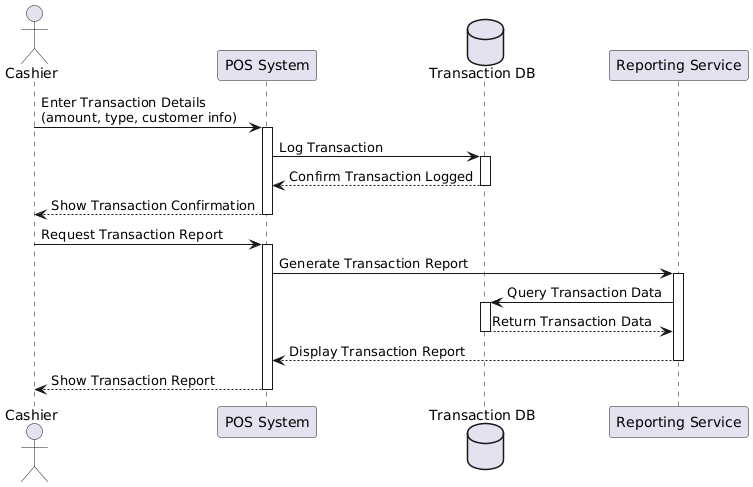 Cashier
POS System
Transaction DB
Reporting Service
Enter Transaction Details
(amount, type, customer info)
Log Transaction
Confirm Transaction Logged
Show Transaction Confirmation
Request Transaction Report
Generate Transaction Report
Query Transaction Data
Return Transaction Data
Display Transaction Report
Show Transaction Report
Cashier
POS System
Transaction DB
Reporting Service